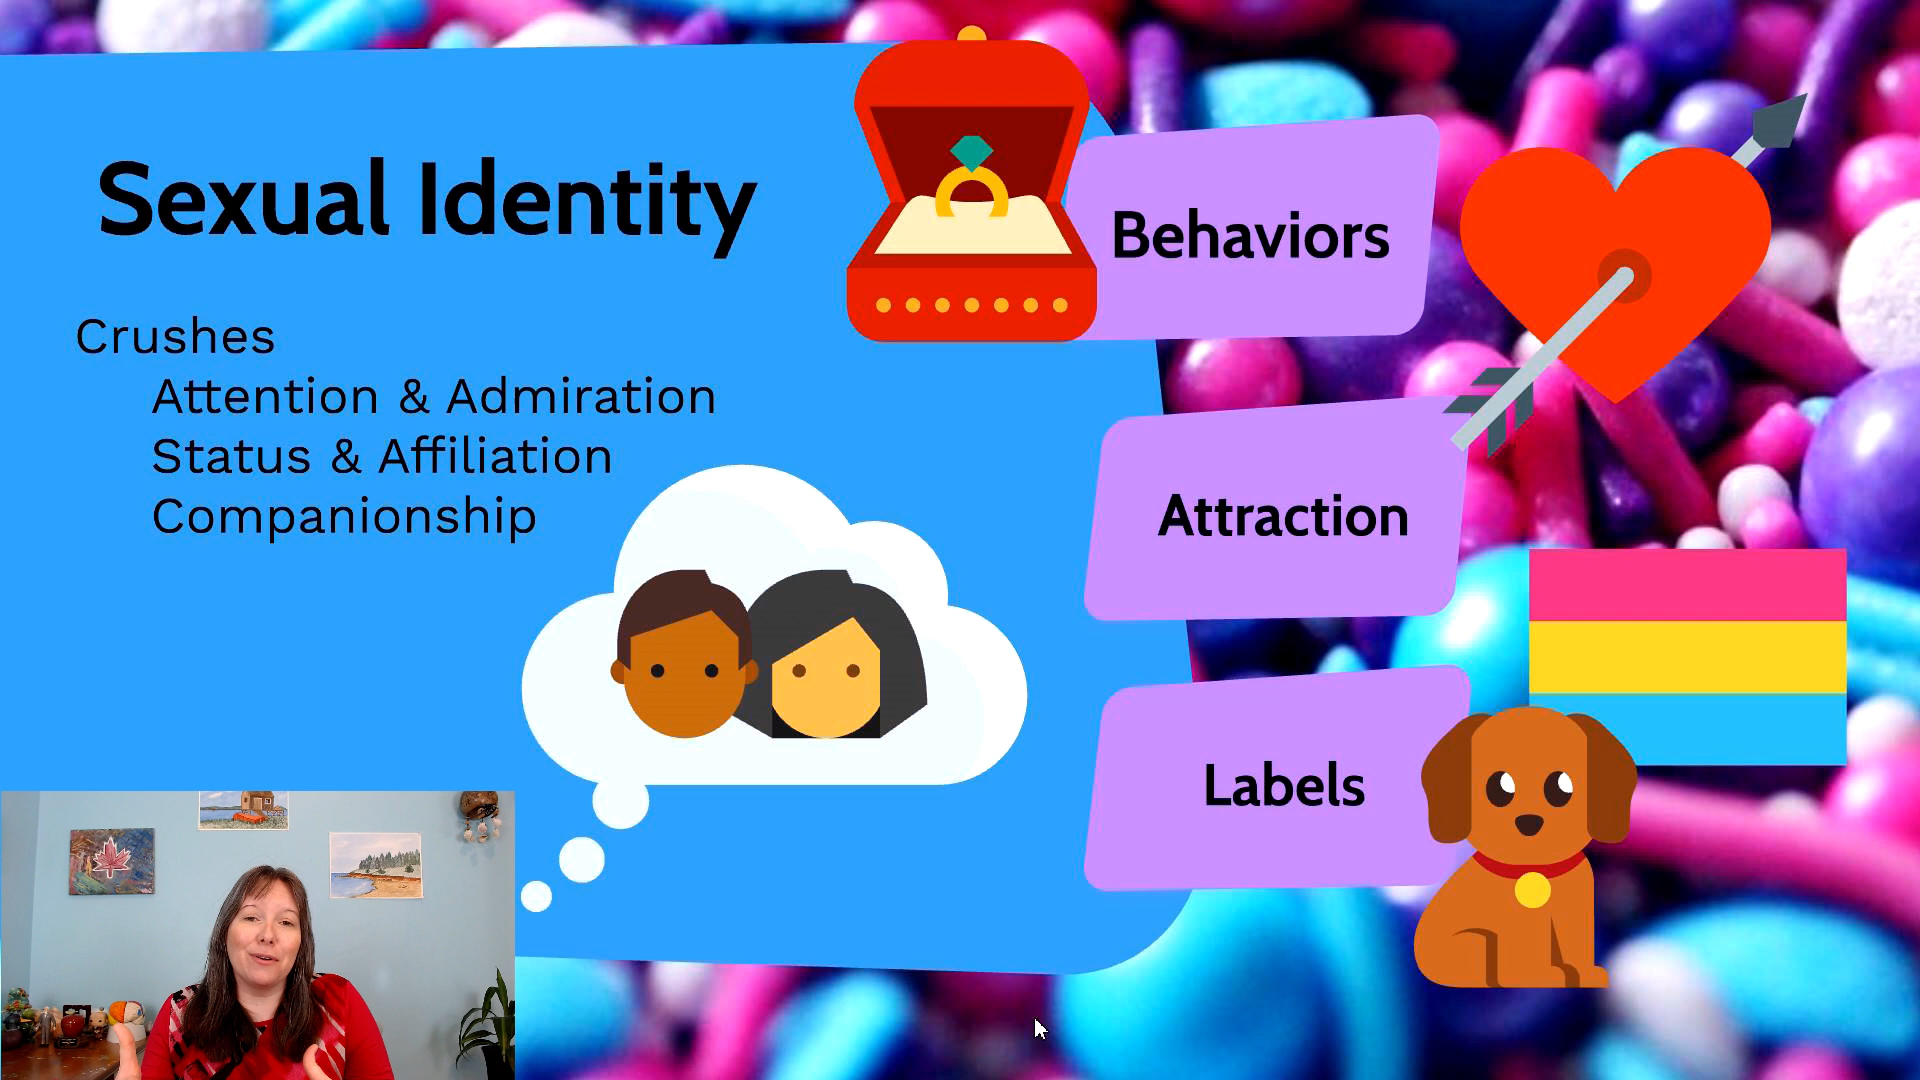 Sexual Identity
Crushes
Attention & Admiration
Status & Affiliation
Companionship
Behaviors
Attraction
Labels